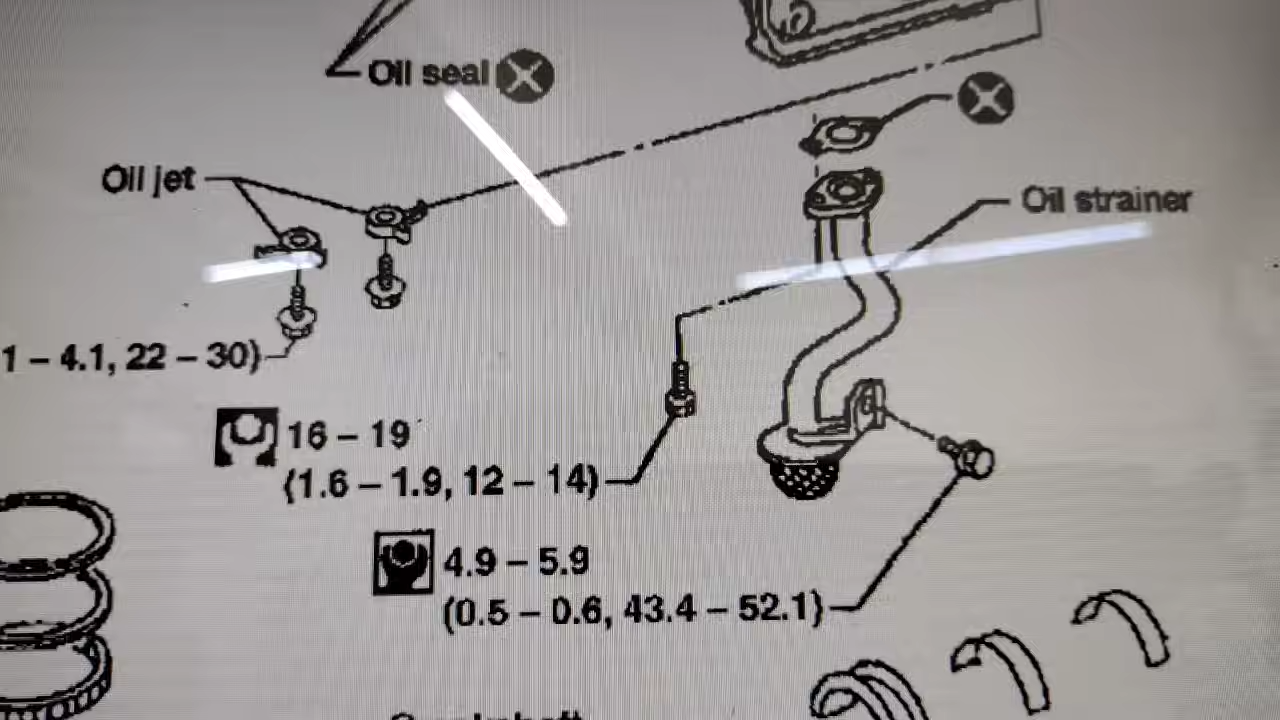 Oil seal
Oil jet
Oil strainer
1 – 4.1, 22 – 30)
16 – 19
(1.6 – 1.9, 12 – 14)
4.9 – 5.9
(0.5 – 0.6, 43.4 – 52.1)